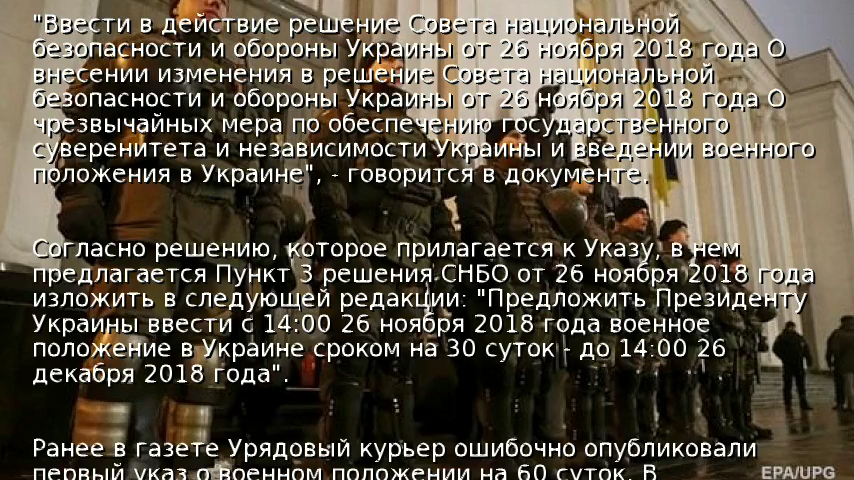 "Ввести в действие решение Совета национальной
безопасности и обороны Украины от 26 ноября 2018 года О
внесении изменения в решение Совета национальной
безопасности и обороны Украины от 26 ноября 2018 года О
чрезвычайных мера по обеспечению государственного
суверенитета и независимости Украины и введении военного
положения в Украине", - говорится в документе.
Согласно решению, которое прилагается к Указу, в нем
предлагается Пункт 3 решения СНБО от 26 ноября 2018 года
изложить в следующей редакции: "Предложить Президенту
Украины ввести с 14:00 26 ноября 2018 года военное
положение в Украине сроком на 30 суток - до 14:00 26
декабря 2018 года".
Ранее в газете Урядовый курьер ошибочно опубликовали
первый указ о военном положении на 60 суток. В
EPA/UPG